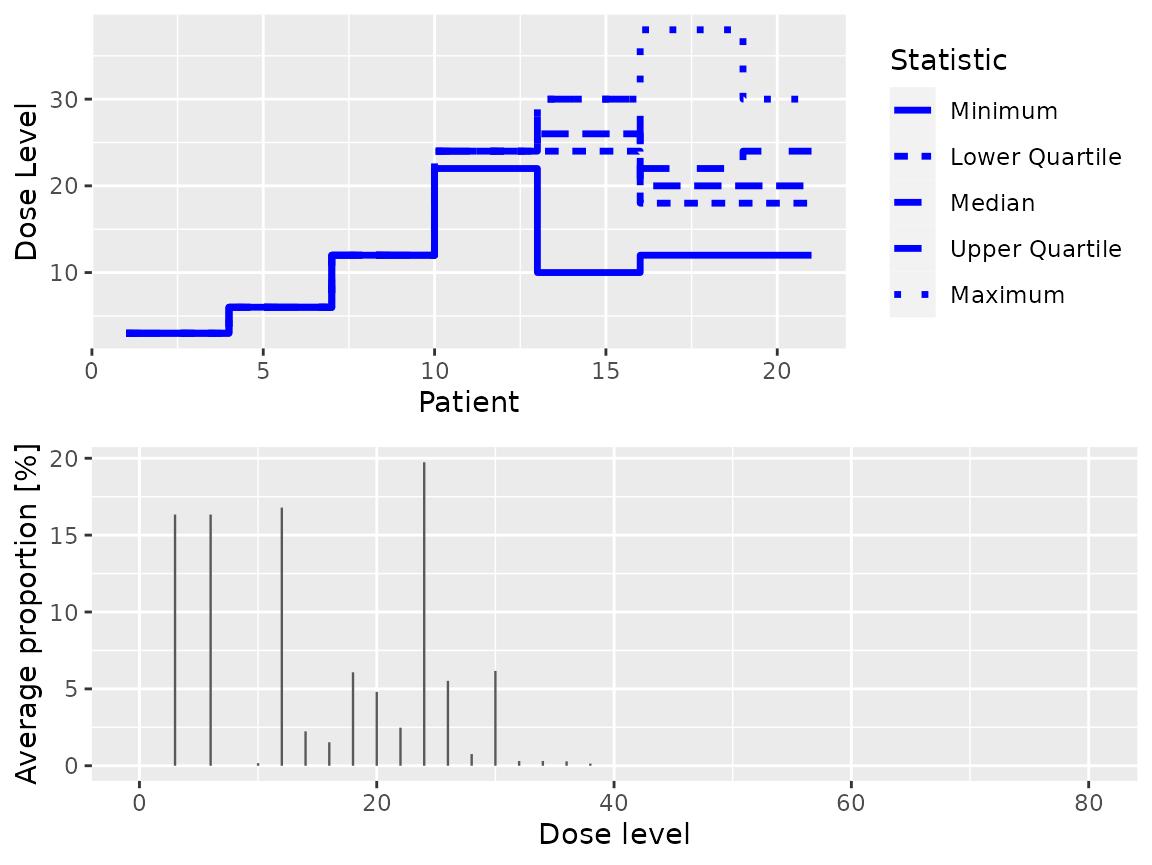 Dose Level
30
20
10
0
5
10
15
20
Patient
Statistic
Minimum
Lower Quartile
Median
Upper Quartile
Maximum
Average proportion [%]
20
15
10
5
0
0
20
40
60
80
Dose level